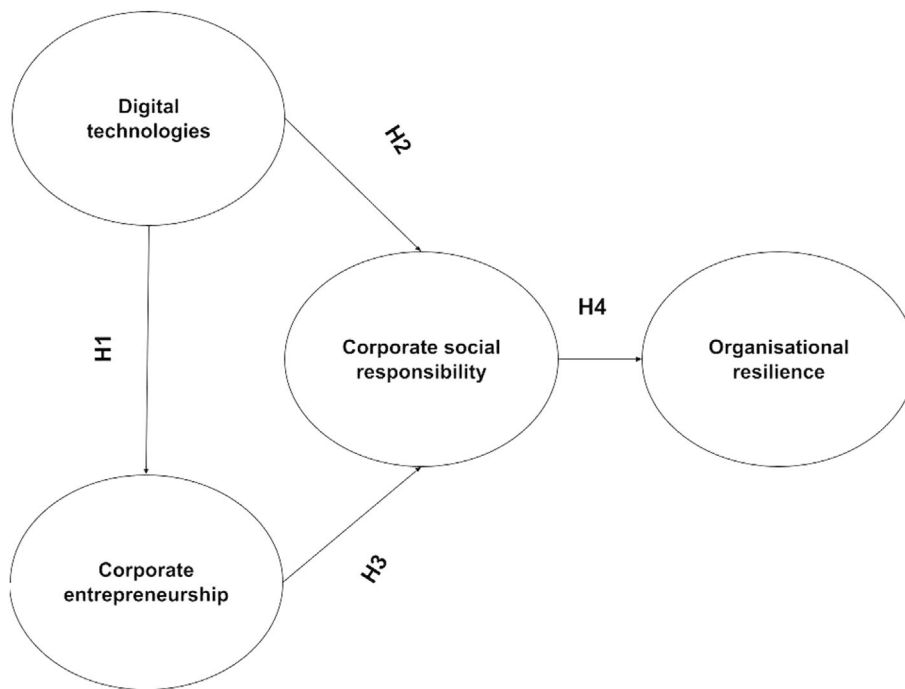 Digital
technologies
H2
H1
Corporate social
responsibility
H4
Organisational
resilience
Corporate
entrepreneurship
H3